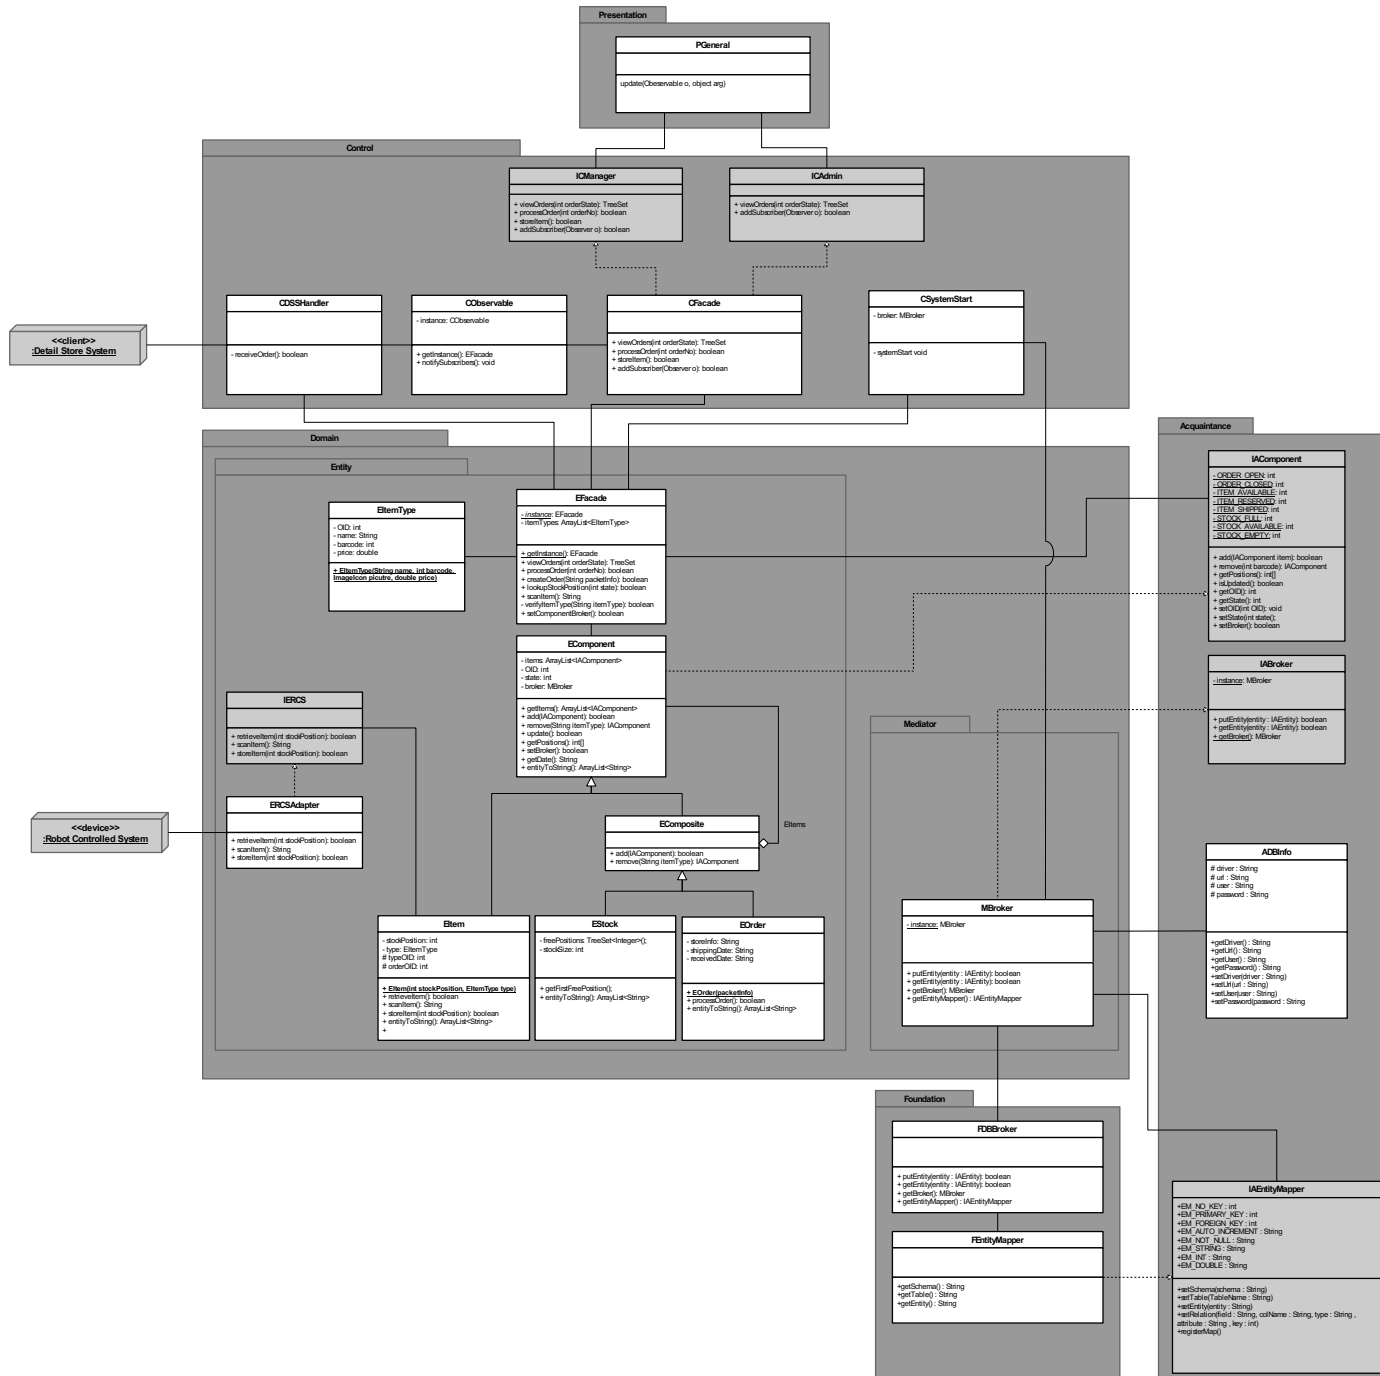 Presentation
PGeneral
update(Obeservable o, object arg)
Control
ICManager
+ viewOrders(int orderState): TreeSet
+ processOrder(int orderNo): boolean
+ storeItem(): boolean
+ addSubscriber(Observer o): boolean
ICAdmin
+ viewOrders(int orderState): TreeSet
+ addSubscriber(Observer o): boolean
CDSSHandler
- receiveOrder(): boolean
CObservable
- instance: CObservable
+ getInstance(): EFacade
+ notifySubscribers(): void
CFacade
+ viewOrders(int orderState): TreeSet
+ processOrder(int orderNo): boolean
+ storeItem(): boolean
+ addSubscriber(Observer o): boolean
CSystemStart
- broker: MBroker
- systemStart void
<<client>>
:Detail Store System
Domain
Entity
EItemType
- OID: int
- name: String
- barcode: int
- price: double
+ EItemType(String name, int barcode,
ImageIcon picutre, double price)
EFacade
- instance: EFacade
- itemTypes: ArrayList<EItemType>
+ getInstance(): EFacade
+ viewOrders(int orderState): TreeSet
+ processOrder(int orderNo): boolean
+ createOrder(String packetInfo): boolean
+ lookupStockPosition(int state): boolean
+ scanItem(): String
- verifyItemType(String itemType): boolean
+ setComponentBroker(): boolean
EComponent
- items: ArrayList<IAComponent>
- OID: int
- state: int
- broker: MBroker
+ getItems(): ArrayList<IAComponent>
+ add(IAComponent): boolean
+ remove(String itemType): IAComponent
+ update(): boolean
+ getPositions(): int[]
+ setBroker(): boolean
+ getDate(): String
+ entityToString(): ArrayList<String>
IERCS
+ retrieveItem(int stockPosition): boolean
+ scanItem(): String
+ storeItem(int stockPosition): boolean
ERCSAdapter
+ retrieveItem(int stockPosition): boolean
+ scanItem(): String
+ storeItem(int stockPosition): boolean
<<device>>
:Robot Controlled System
EComposite
+ add(IAComponent): boolean
+ remove(String itemType): IAComponent
EItems
EItem
- stockPosition: int
- type: EItemType
# typeOID: int
# orderOID: int
+ EItem(int stockPosition, EItemType type)
+ retrieveItem(): boolean
+ scanItem(): String
+ storeItem(int stockPosition): boolean
+ entityToString(): ArrayList<String>
+
EStock
- freePositions: TreeSet<Integer>();
- stockSize: int
+ getFirstFreePosition();
+ entityToString(): ArrayList<String>
EOrder
- storeInfo: String
- shippingDate: String
- receivedDate: String
+ EOrder(packetInfo)
+ processOrder(): boolean
+ entityToString(): ArrayList<String>
Mediator
MBroker
- instance: MBroker
+ putEntity(entity : IAEntity): boolean
+ getEntity(entity : IAEntity): boolean
+ getBroker(): MBroker
+ getEntityMapper() : IAEntityMapper
Acquaintance
IAComponent
- ORDER_OPEN: int
- ORDER_CLOSED: int
- ITEM_AVAILABLE: int
- ITEM_RESERVED: int
- ITEM_SHIPPED: int
- STOCK_FULL: int
- STOCK_AVAILABLE: int
- STOCK_EMPTY: int
+ add(IAComponent item): boolean
+ remove(int barcode): IAComponent
+ getPositions(): int[]
+ isUpdated(): boolean
+ getOID(): int
+ getState(): int
+ setOID(int OID): void
+ setState(int state();
+ setBroker(): boolean
IABroker
- instance: MBroker
+ putEntity(entity : IAEntity): boolean
+ getEntity(entity : IAEntity): boolean
+ getBroker(): MBroker
ADBInfo
# driver : String
# url : String
# user : String
# password : String
+getDriver() : String
+getUrl() : String
+getUser() : String
+getPassword() : String
+setDriver(driver : String)
+setUrl(url : String)
+setUser(user : String)
+setPassword(password : String
Foundation
FDBBroker
+ putEntity(entity : IAEntity): boolean
+ getEntity(entity : IAEntity): boolean
+ getBroker(): MBroker
+ getEntityMapper() : IAEntityMapper
FEntityMapper
+getSchema() : String
+getTable() : String
+getEntity() : String
IAEntityMapper
+EM_NO_KEY : int
+EM_PRIMARY_KEY : int
+EM_FOREIGN_KEY : int
+EM_AUTO_INCREMENT : String
+EM_NOT_NULL : String
+EM_STRING : String
+EM_INT : String
+EM_DOUBLE : String
+setSchema(schema : String)
+setTable(TableName : String)
+setEntity(entity : String)
+setRelation(field : String, colName : String, type : String ,
attribute : String , key : int)
+registerMap()